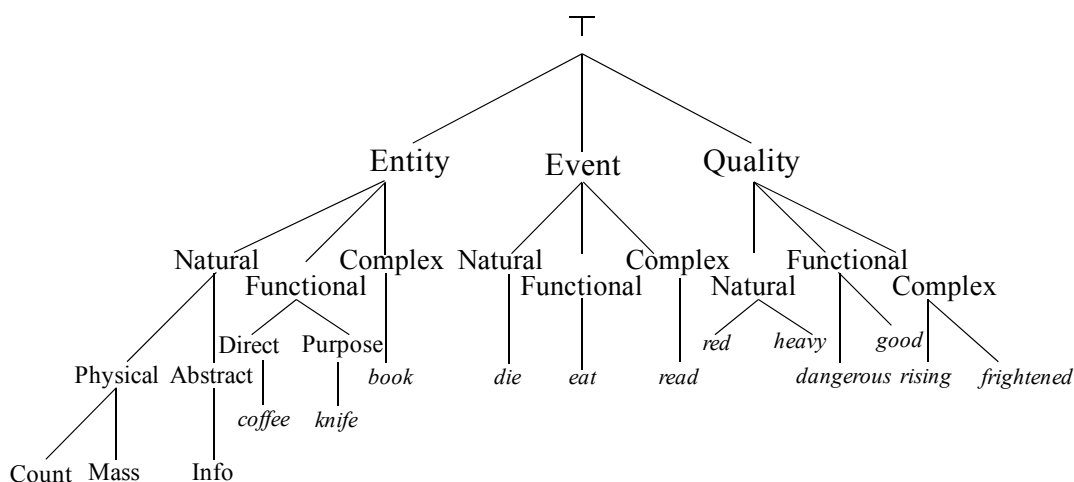 ⊤
Entity Event Quality
Natural Complex Natural Complex Functional
Functional Functional Natural Complex
Direct Purpose red heavy good
Physical Abstract book die eat read dangerous rising frightened
coffee knife
Count Mass Info